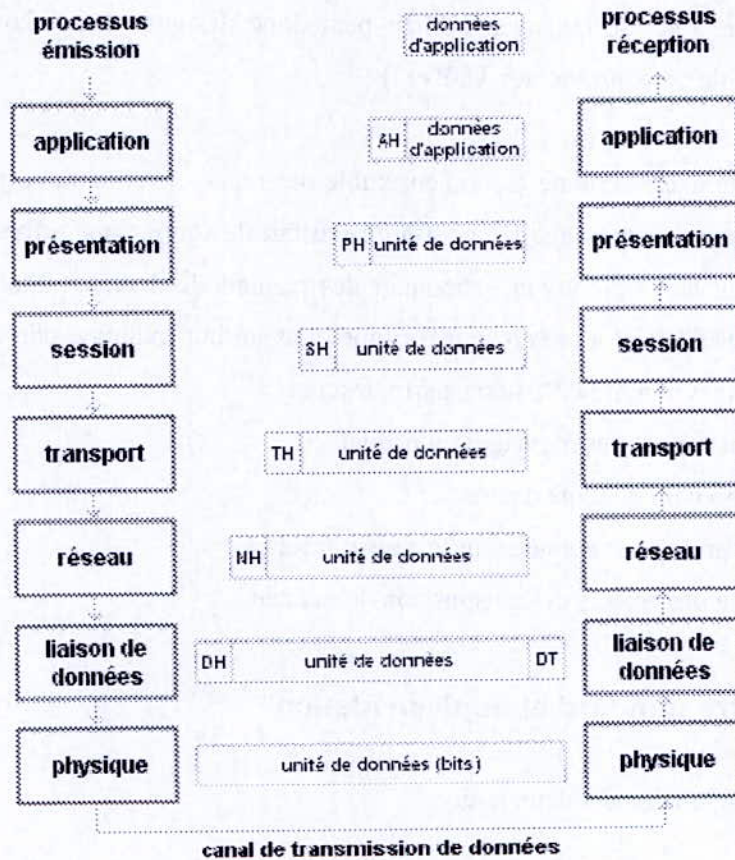 processus
émission
données
d'application
processus
réception
application
AH
données
d'application
application
présentation
PH
unité de données
présentation
session
SH
unité de données
session
transport
TH
unité de données
transport
réseau
NH
unité de données
réseau
liaison de
données
DH
unité de données
DT
liaison de
données
physique
unité de données (bits)
physique
canal de transmission de données